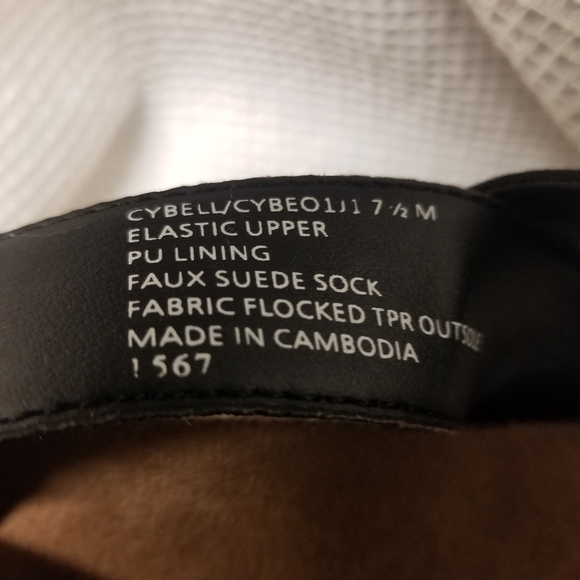 CYBELL/CYBEO1J1 7 ½ M
ELASTIC UPPER
PU LINING
FAUX SUEDE SOCK
FABRIC FLOCKED TPR OUTSOLE
MADE IN CAMBODIA
! 567